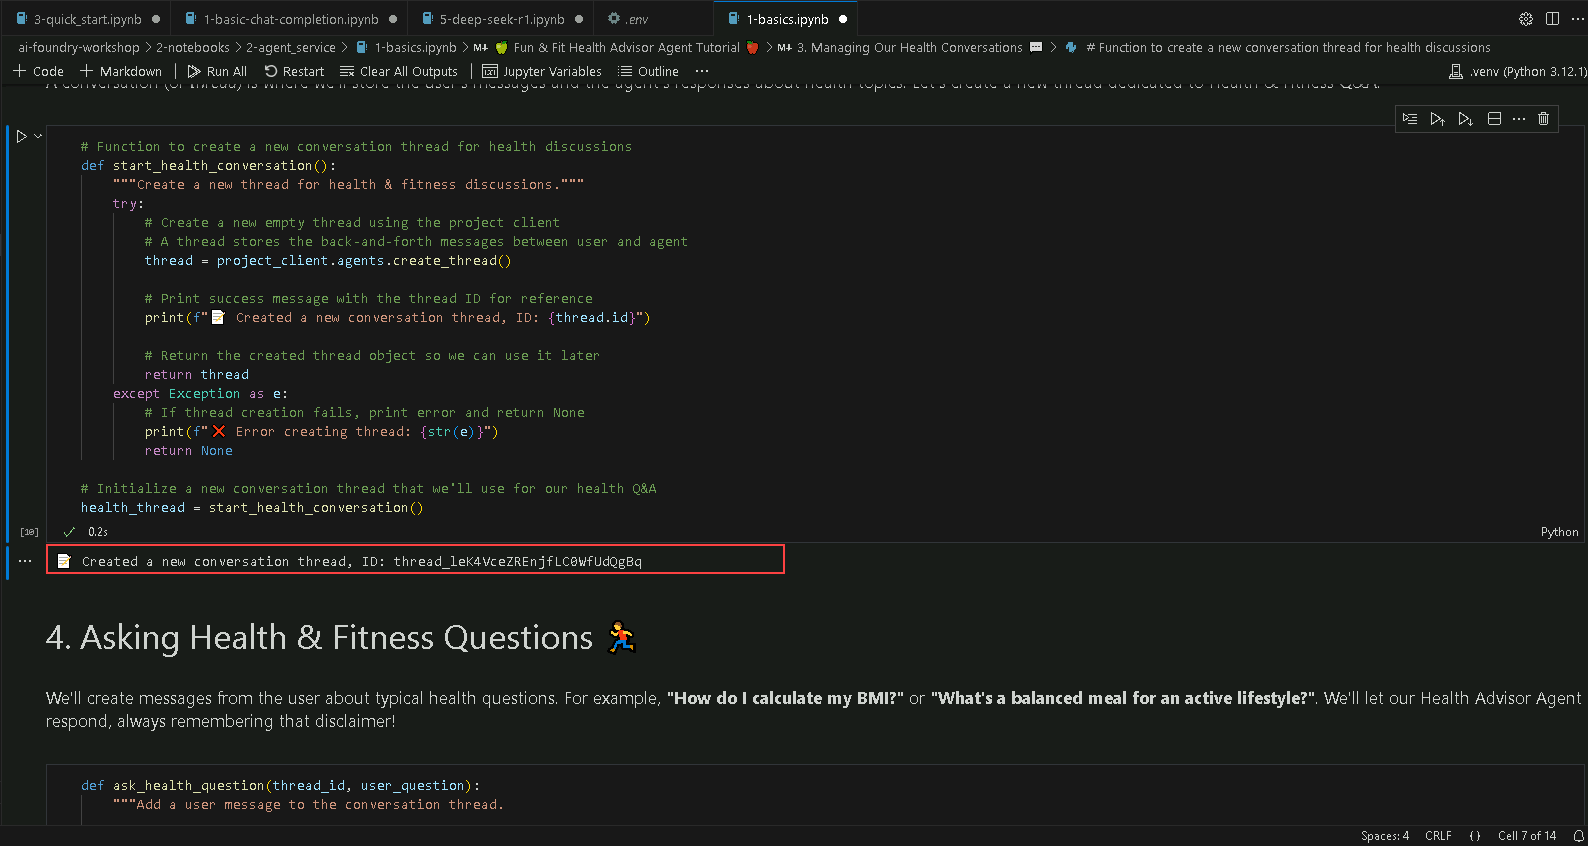 3-quick_start.ipynb
1-basic-chat-completion.ipynb
5-deep-seek-r1.ipynb
.env
1-basics.ipynb
ai-foundry-workshop > 2-notebooks > 2-agent_service > 1-basics.ipynb > M↓ 🍏 Fun & Fit Health Advisor Agent Tutorial 🍎 > M↓ 3. Managing Our Health Conversations 💬 > # Function to create a new conversation thread for health discussions
+ Code + Markdown | Run All Restart Clear All Outputs | Jupyter Variables Outline ···
.venv (Python 3.12.1)
A conversation (or thread) is where we'll store the user's messages and the agent's responses about health topics. Let's create a new thread dedicated to Health & Fitness Q&A.
# Function to create a new conversation thread for health discussions
def start_health_conversation():
"""Create a new thread for health & fitness discussions."""
try:
# Create a new empty thread using the project client
# A thread stores the back-and-forth messages between user and agent
thread = project_client.agents.create_thread()
# Print success message with the thread ID for reference
print(f"📝 Created a new conversation thread, ID: {thread.id}")
# Return the created thread object so we can use it later
return thread
except Exception as e:
# If thread creation fails, print error and return None
print(f"❌ Error creating thread: {str(e)}")
return None
# Initialize a new conversation thread that we'll use for our health Q&A
health_thread = start_health_conversation()
[10] ✓ 0.2s
Python
📝 Created a new conversation thread, ID: thread_leK4VceZREnjfLC0WfUdQgBq
4. Asking Health & Fitness Questions 🏃
We'll create messages from the user about typical health questions. For example, "How do I calculate my BMI?" or "What's a balanced meal for an active lifestyle?". We'll let our Health Advisor Agent
respond, always remembering that disclaimer!
def ask_health_question(thread_id, user_question):
"""Add a user message to the conversation thread.
Spaces: 4 CRLF {} Cell 7 of 14